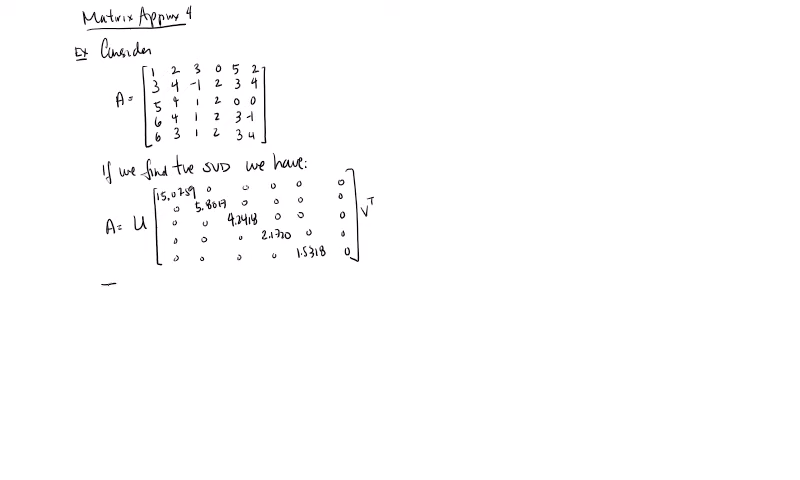 Matrix Approx 4
Ex Consider
1 2 3 0 5 2
3 4 -1 2 3 4
A= 5 4 1 2 0 0
6 4 1 2 3 -1
6 3 1 2 3 4
If we find the SVD we have:
15.0259 0 0 0 0 0
0 5.8017 0 0 0 0
A= U 0 0 4.2418 0 0 0 V^T
0 0 0 2.1720 0 0
0 0 0 0 1.5318 0